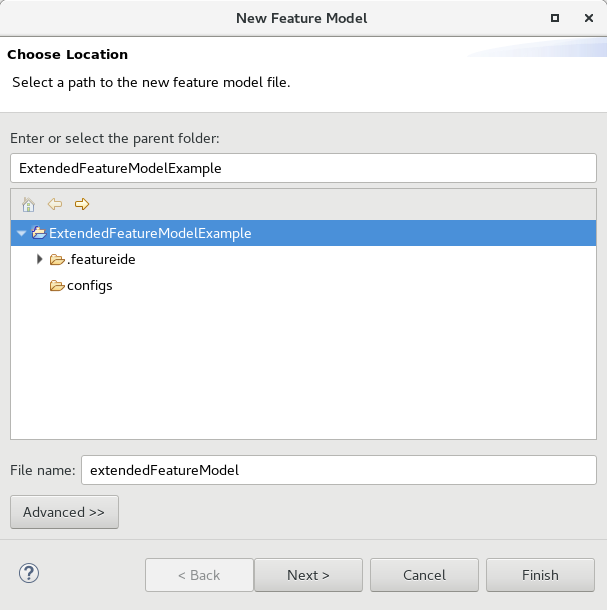 New Feature Model
Choose Location
Select a path to the new feature model file.
Enter or select the parent folder:
ExtendedFeatureModelExample
ExtendedFeatureModelExample
.featureide
configs
File name: extendedFeatureModel
Advanced >>
? < Back Next > Cancel Finish